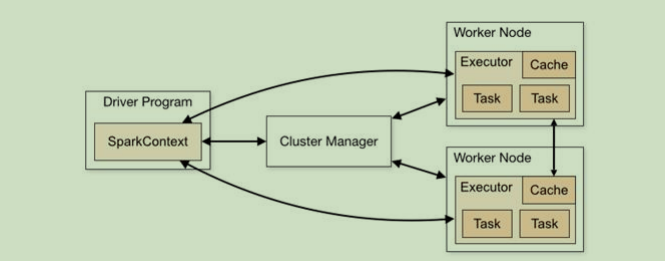 Driver Program
SparkContext
Cluster Manager
Worker Node
Executor
Cache
Task
Task
Worker Node
Executor
Cache
Task
Task